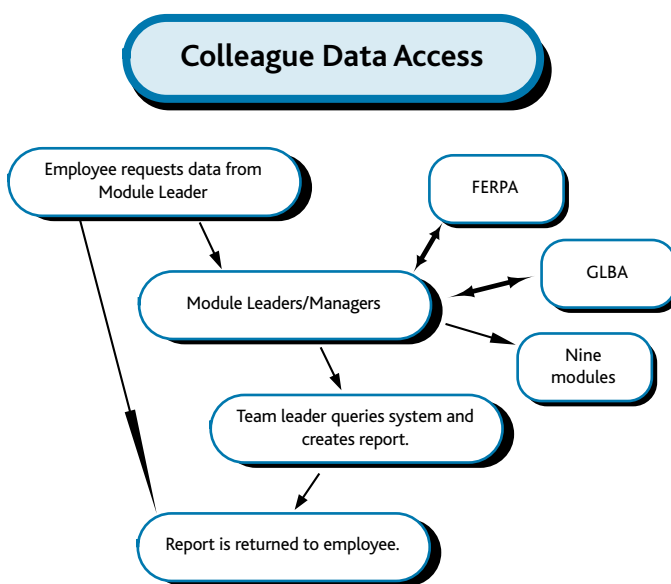 Colleague Data Access
Employee requests data from
Module Leader
FERPA
GLBA
Module Leaders/Managers
Nine
modules
Team leader queries system and
creates report.
Report is returned to employee.